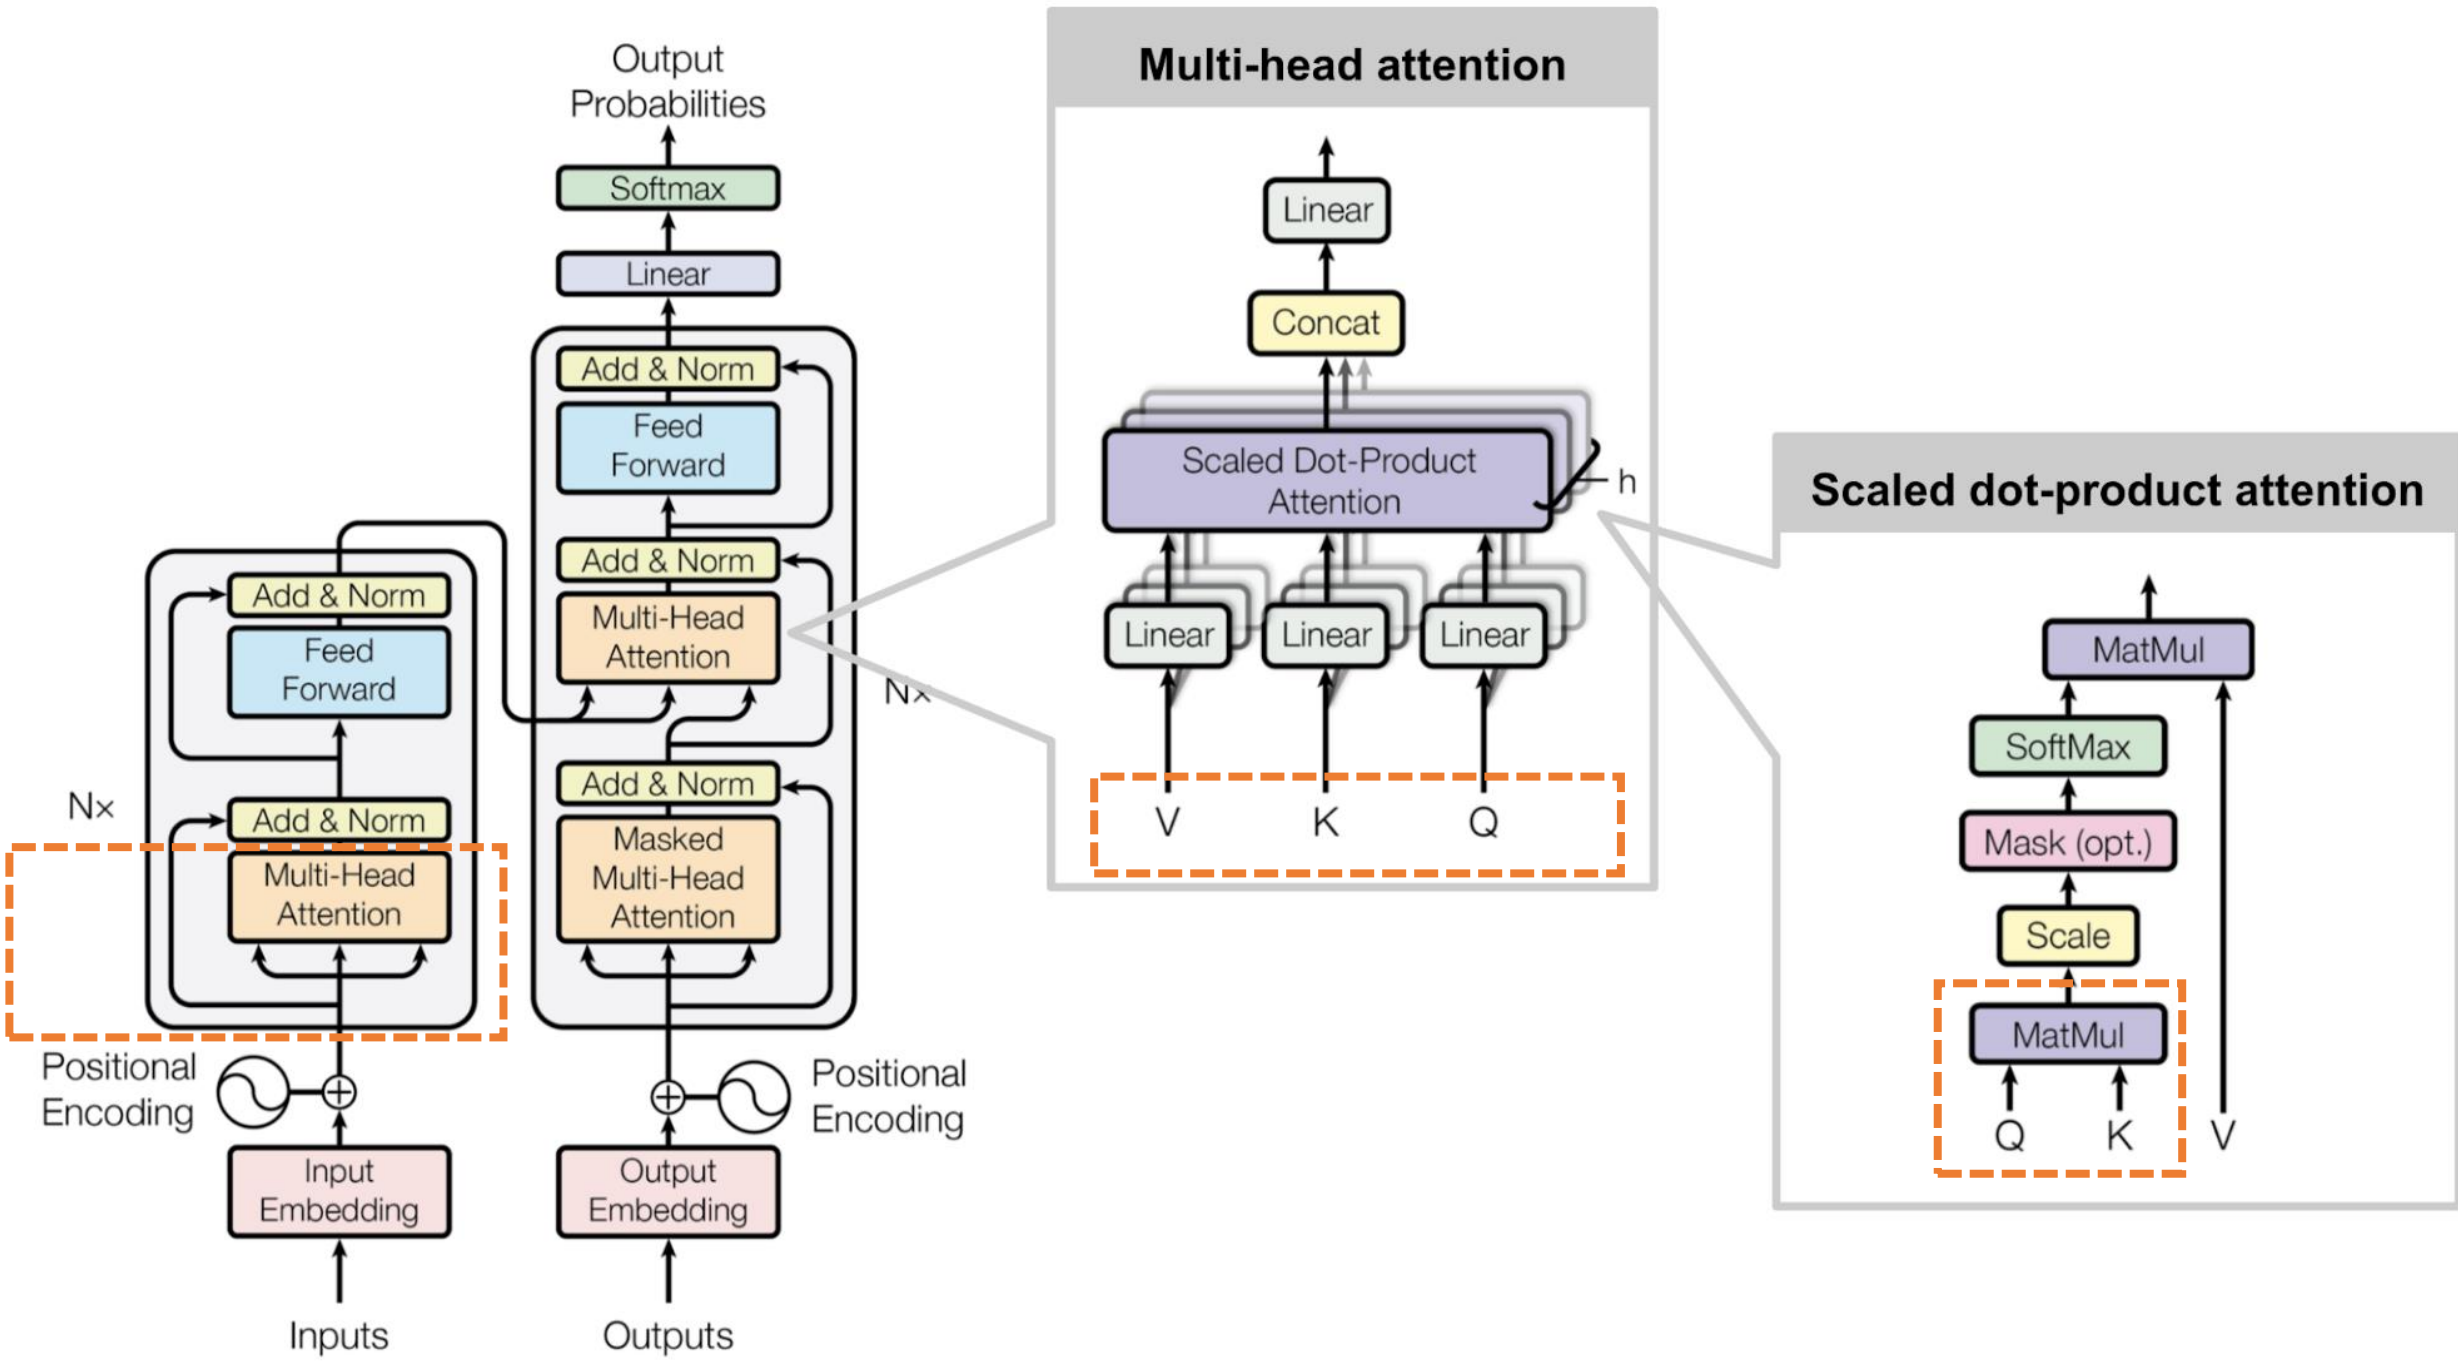 Output
Probabilities
Softmax
Linear
Add & Norm
Feed
Forward
Add & Norm
Multi-Head
Attention
Nx
Add & Norm
Masked
Multi-Head
Attention
Positional
Encoding
Output
Embedding
Outputs
Add & Norm
Feed
Forward
Nx
Add & Norm
Multi-Head
Attention
Positional
Encoding
Input
Embedding
Inputs
Multi-head attention
Linear
Concat
Scaled Dot-Product
Attention
h
Linear Linear Linear
V K Q
Scaled dot-product attention
MatMul
SoftMax
Mask (opt.)
Scale
MatMul
Q K V